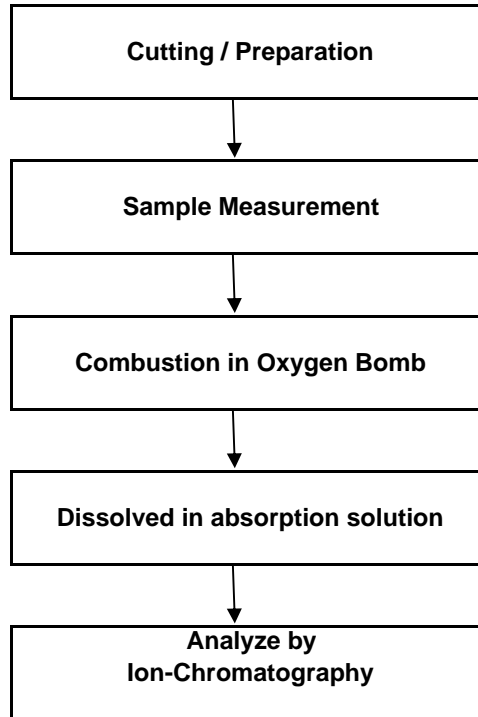 Cutting / Preparation
Sample Measurement
Combustion in Oxygen Bomb
Dissolved in absorption solution
Analyze by
Ion-Chromatography